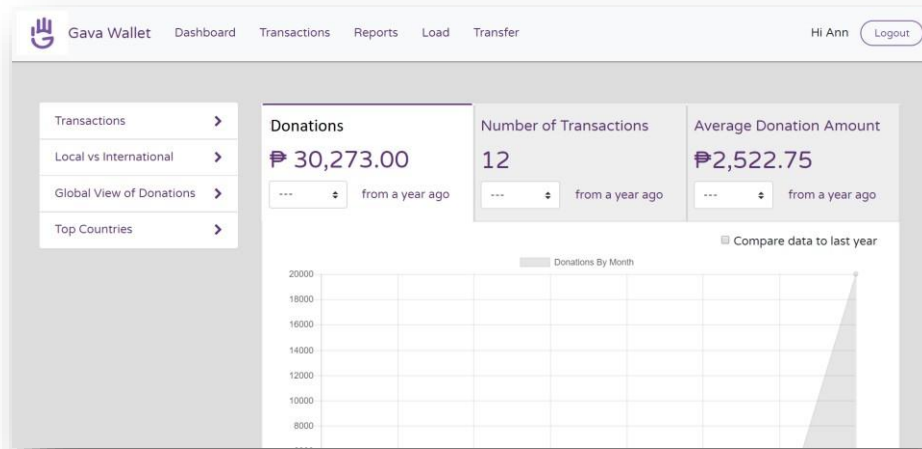 Gava Wallet Dashboard Transactions Reports Load Transfer Hi Ann Logout
Transactions
Local vs International
Global View of Donations
Top Countries
Donations
₱ 30,273.00
--- from a year ago
Number of Transactions
12
--- from a year ago
Average Donation Amount
₱2,522.75
--- from a year ago
Compare data to last year
Donations By Month
20000
18000
16000
14000
12000
10000
8000